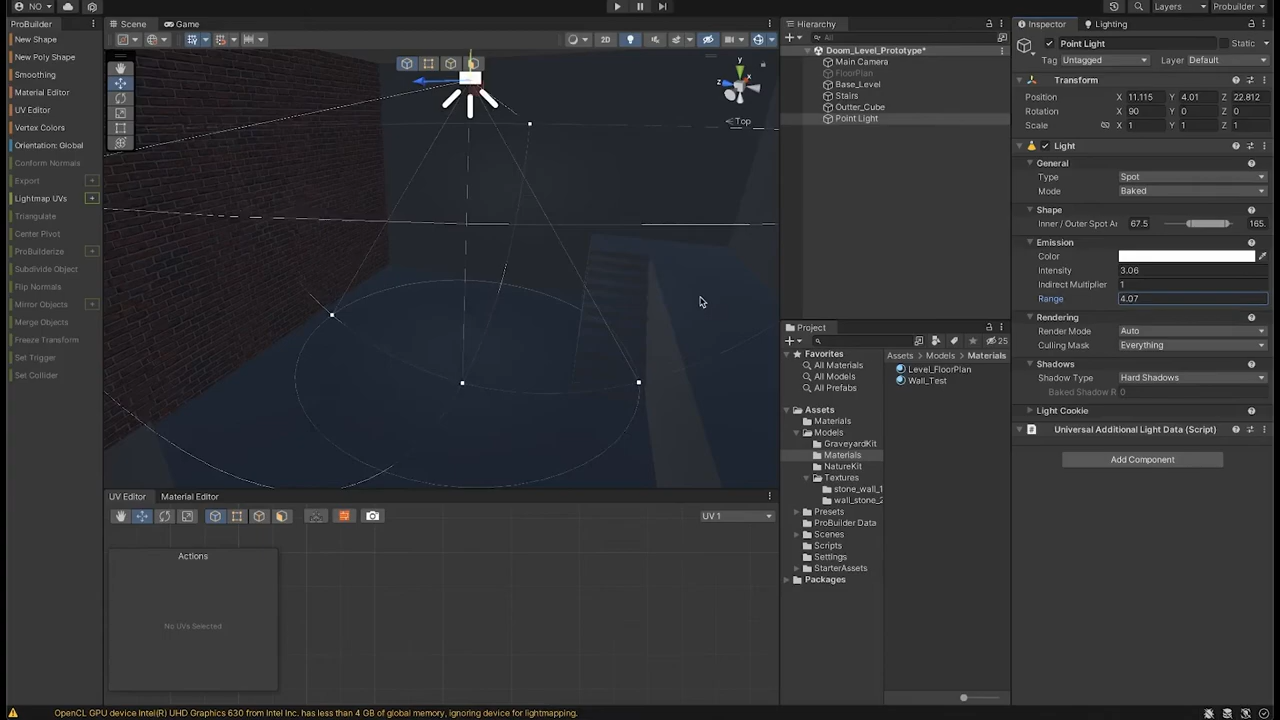 NO
Layers
Probuilder
ProBuilder
New Shape
New Poly Shape
Smoothing
Material Editor
UV Editor
Vertex Colors
Orientation: Global
Conform Normals
Export
Lightmap UVs
Triangulate
Center Pivot
ProBuilderize
Subdivide Object
Flip Normals
Mirror Objects
Merge Objects
Freeze Transform
Set Trigger
Set Collider
Scene
Game
2D
y
z
Top
UV Editor
Material Editor
UV 1
Actions
No UVs Selected
Hierarchy
All
Doom_Level_Prototype*
Main Camera
FloorPlan
Base_Level
Stairs
Outter_Cube
Point Light
Project
25
Favorites
All Materials
All Models
All Prefabs
Assets
Materials
Models
GraveyardKit
Materials
NatureKit
Textures
stone_wall_1
wall_stone_2
Presets
ProBuilder Data
Scenes
Scripts
Settings
StarterAssets
Packages
Assets
Models
Materials
Level_FloorPlan
Wall_Test
Inspector
Lighting
Point Light
Static
Tag Untagged Layer Default
Transform
Position X 11.115 Y 4.01 Z 22.812
Rotation X 90 Y 0 Z 0
Scale X 1 Y 1 Z 1
Light
General
Type Spot
Mode Baked
Shape
Inner / Outer Spot Ar 67.5 165.
Emission
Color
Intensity 3.06
Indirect Multiplier 1
Range 4.07
Rendering
Render Mode Auto
Culling Mask Everything
Shadows
Shadow Type Hard Shadows
Baked Shadow R 0
Light Cookie
Universal Additional Light Data (Script)
Add Component
OpenCL GPU device Intel(R) UHD Graphics 630 from Intel Inc. has less than 4 GB of global memory, ignoring device for lightmapping.